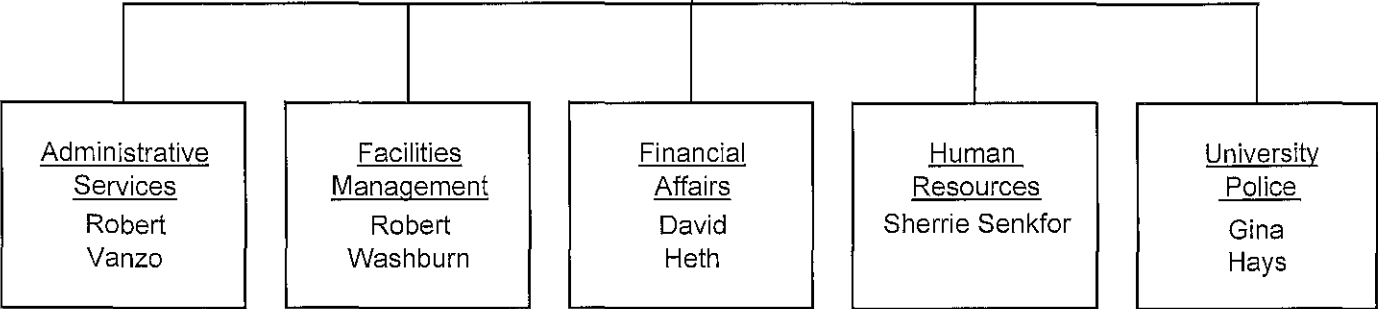 Administrative
Services
Robert
Vanzo
Facilities
Management
Robert
Washburn
Financial
Affairs
David
Heth
Human
Resources
Sherrie Senkfor
University
Police
Gina
Hays